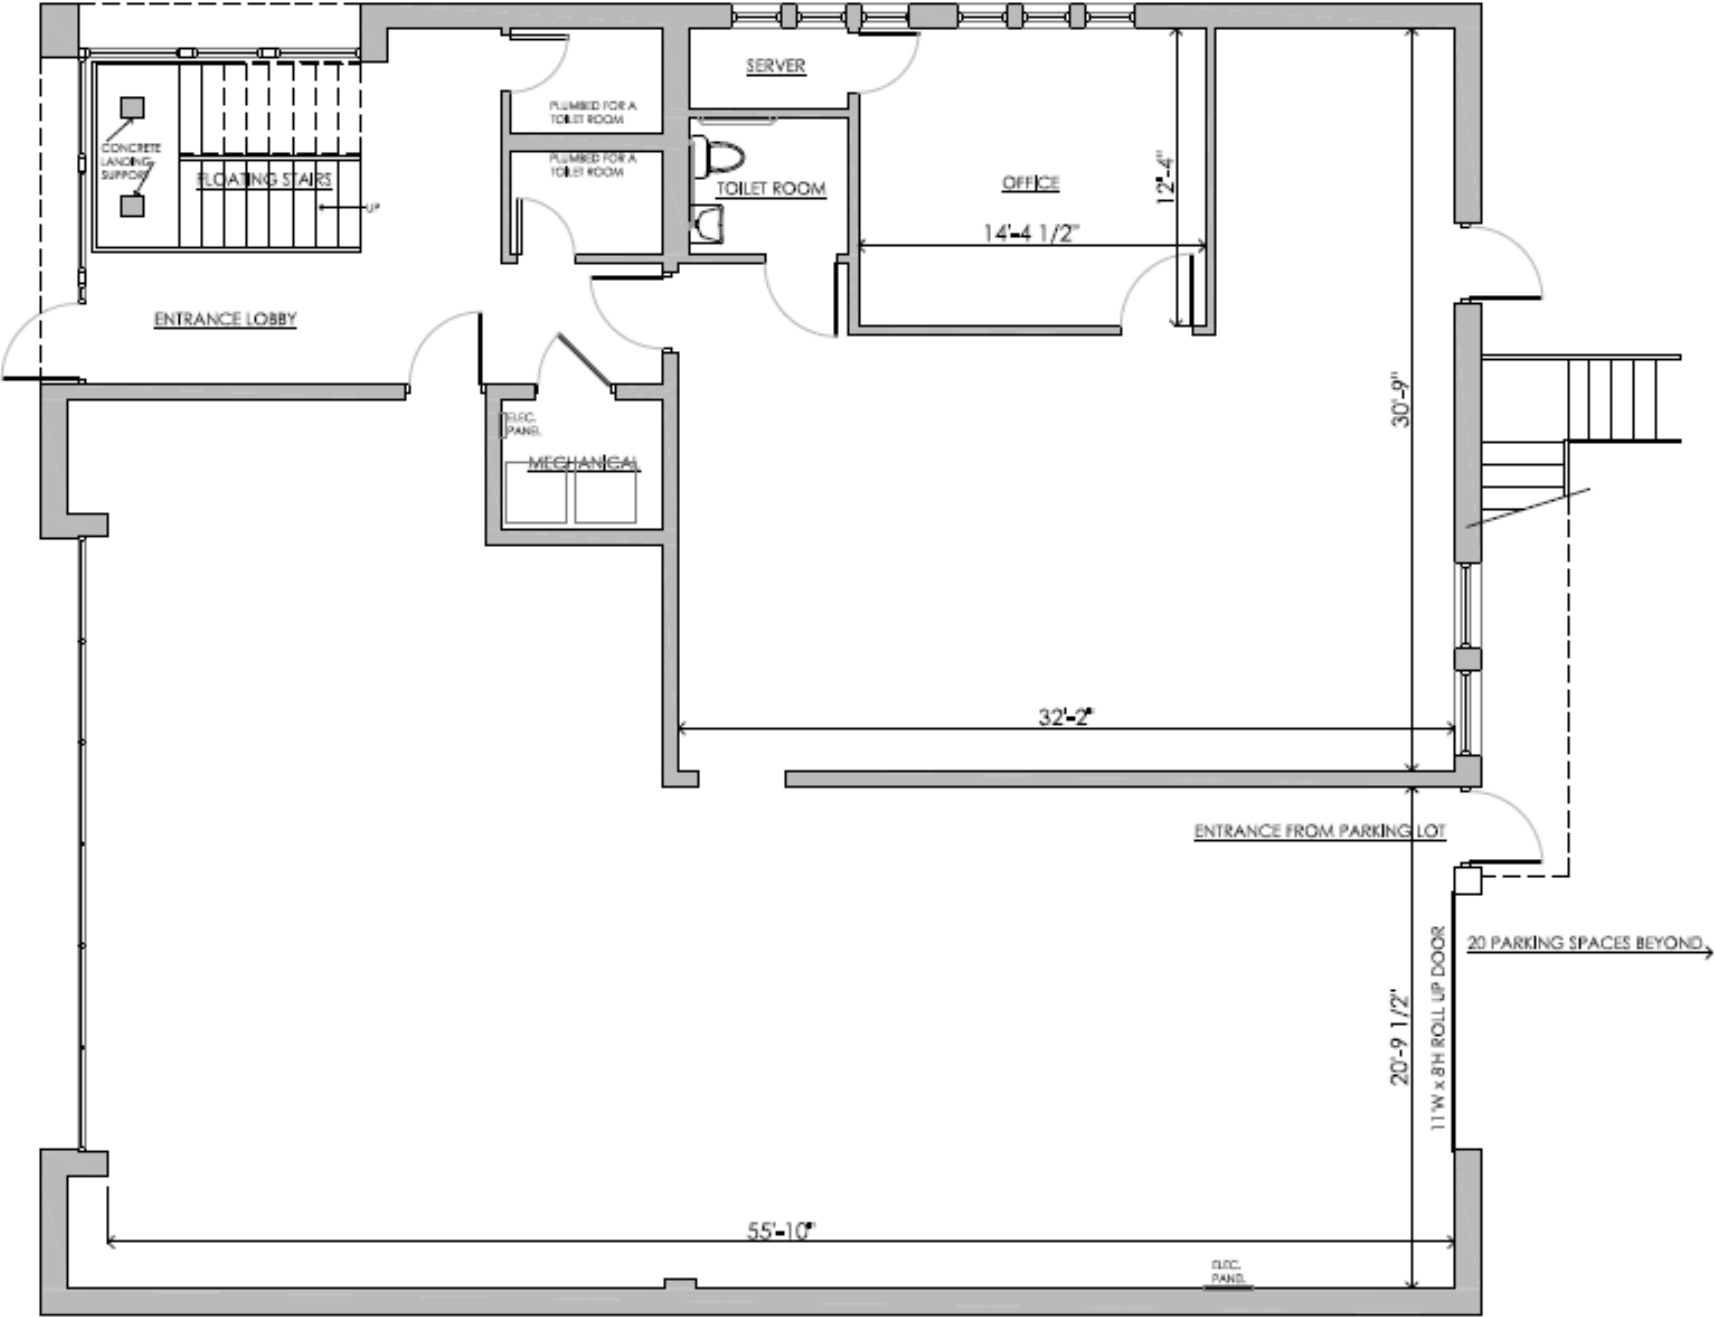 SERVER
PLUMBED FOR A
TOILET ROOM
CONCRETE
LANDING
SUPPORT
FLOATING STAIRS
UP
PLUMBED FOR A
TOILET ROOM
TOILET ROOM
OFFICE
12'-4"
14'-4 1/2"
ENTRANCE LOBBY
30'-9"
ELEC.
PANEL
MECHANICAL
32'-2"
ENTRANCE FROM PARKING LOT
20 PARKING SPACES BEYOND
11'W x 8'H ROLL UP DOOR
20'-9 1/2"
55'-10"
ELEC.
PANEL